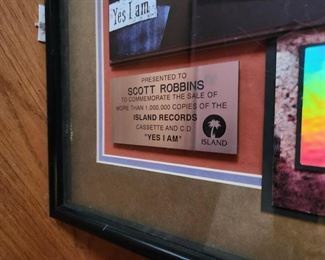 Yes I am
PRESENTED TO
SCOTT ROBBINS
TO COMMEMORATE THE SALE OF
MORE THAN 1,000,000 COPIES OF THE
ISLAND RECORDS
CASSETTE AND C.D
"YES I AM"
ISLAND